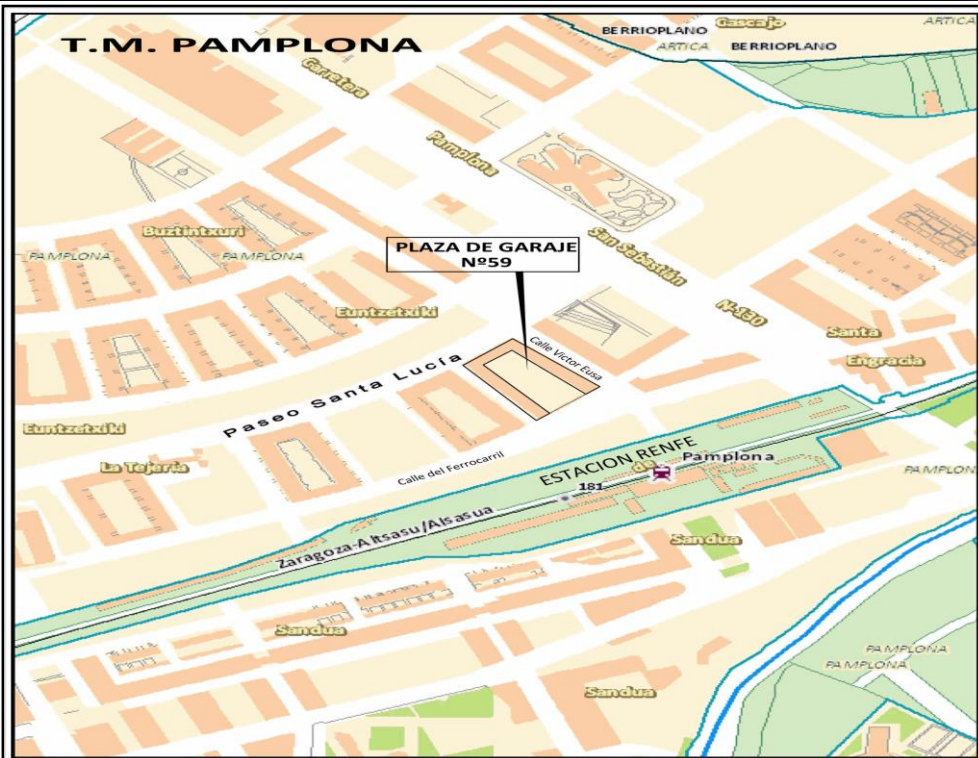 T.M. PAMPLONA
BERRIOPLANO
Gascajo
ARTICA
ARTICA
BERRIOPLANO
Carretera
Pamplona
San Sebastián
N-130
Buztintxuri
PAMPLONA
PAMPLONA
PLAZA DE GARAJE
Nº59
Euntzetxiki
Santa
Engracia
Calle Victor Eusa
Paseo Santa Lucía
Euntzetxiki
La Tejería
Calle del Ferrocarril
ESTACION RENFE
de
Pamplona
181
PAMPLON
Zaragoza-Altsasu/Alsasua
Sandua
Sandua
PAMPLONA
PAMPLONA
Sandua